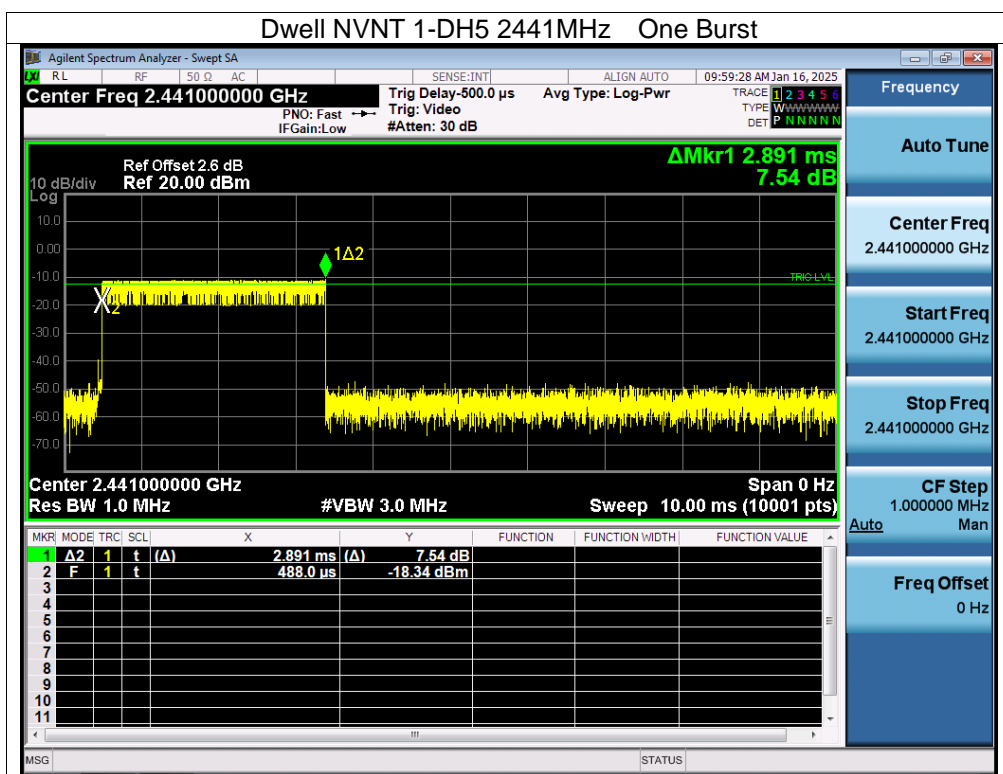 Dwell NVNT 1-DH5 2441MHz One Burst
Agilent Spectrum Analyzer - Swept SA
LXI RL RF 50 Ω AC SENSE:INT ALIGN AUTO 09:59:28 AM Jan 16, 2025
Center Freq 2.441000000 GHz Trig Delay-500.0 µs Avg Type: Log-Pwr TRACE 1 2 3 4 5 6
PNO: Fast Trig: Video TYPE WWWWWW
IFGain:Low #Atten: 30 dB DET P N N N N N
Frequency
Auto Tune
Center Freq
2.441000000 GHz
Start Freq
2.441000000 GHz
Stop Freq
2.441000000 GHz
CF Step
1.000000 MHz
Auto Man
Freq Offset
0 Hz
ΔMkr1 2.891 ms
7.54 dB
Ref Offset 2.6 dB
10 dB/div Ref 20.00 dBm
Log
10.0
0.00
-10.0
-20.0
-30.0
-40.0
-50.0
-60.0
-70.0
1Δ2
TRIG LVL
2
Center 2.441000000 GHz Span 0 Hz
Res BW 1.0 MHz #VBW 3.0 MHz Sweep 10.00 ms (10001 pts)
MKR MODE TRC SCL X Y FUNCTION FUNCTION WIDTH FUNCTION VALUE
1 Δ2 1 t (Δ) 2.891 ms (Δ) 7.54 dB
2 F 1 t 488.0 µs -18.34 dBm
3
4
5
6
7
8
9
10
11
MSG STATUS